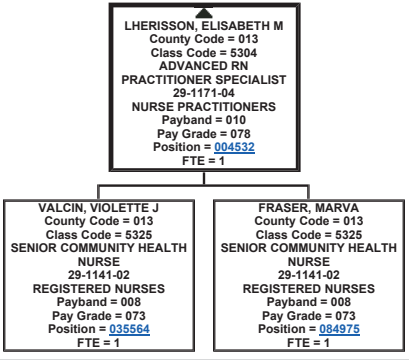 LHERISSON, ELISABETH M
County Code = 013
Class Code = 5304
ADVANCED RN
PRACTITIONER SPECIALIST
29-1171-04
NURSE PRACTITIONERS
Payband = 010
Pay Grade = 078
Position = 004532
FTE = 1
VALCIN, VIOLETTE J
County Code = 013
Class Code = 5325
SENIOR COMMUNITY HEALTH
NURSE
29-1141-02
REGISTERED NURSES
Payband = 008
Pay Grade = 073
Position = 035564
FTE = 1
FRASER, MARVA
County Code = 013
Class Code = 5325
SENIOR COMMUNITY HEALTH
NURSE
29-1141-02
REGISTERED NURSES
Payband = 008
Pay Grade = 073
Position = 084975
FTE = 1